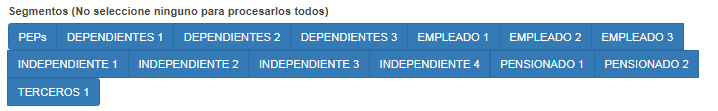 Segmentos (No seleccione ninguno para procesarlos todos)
PEPs DEPENDIENTES 1 DEPENDIENTES 2 DEPENDIENTES 3 EMPLEADO 1 EMPLEADO 2 EMPLEADO 3
INDEPENDIENTE 1 INDEPENDIENTE 2 INDEPENDIENTE 3 INDEPENDIENTE 4 PENSIONADO 1 PENSIONADO 2
TERCEROS 1